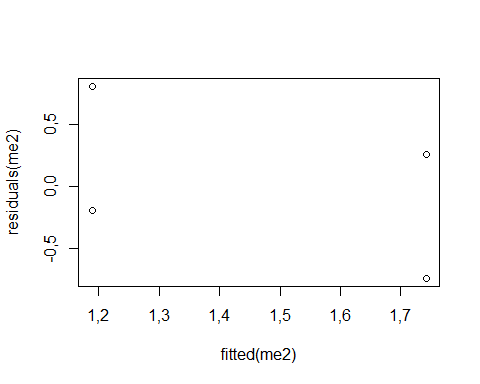 residuals(me2)
0,5
0,0
-0,5
1,2 1,3 1,4 1,5 1,6 1,7
fitted(me2)